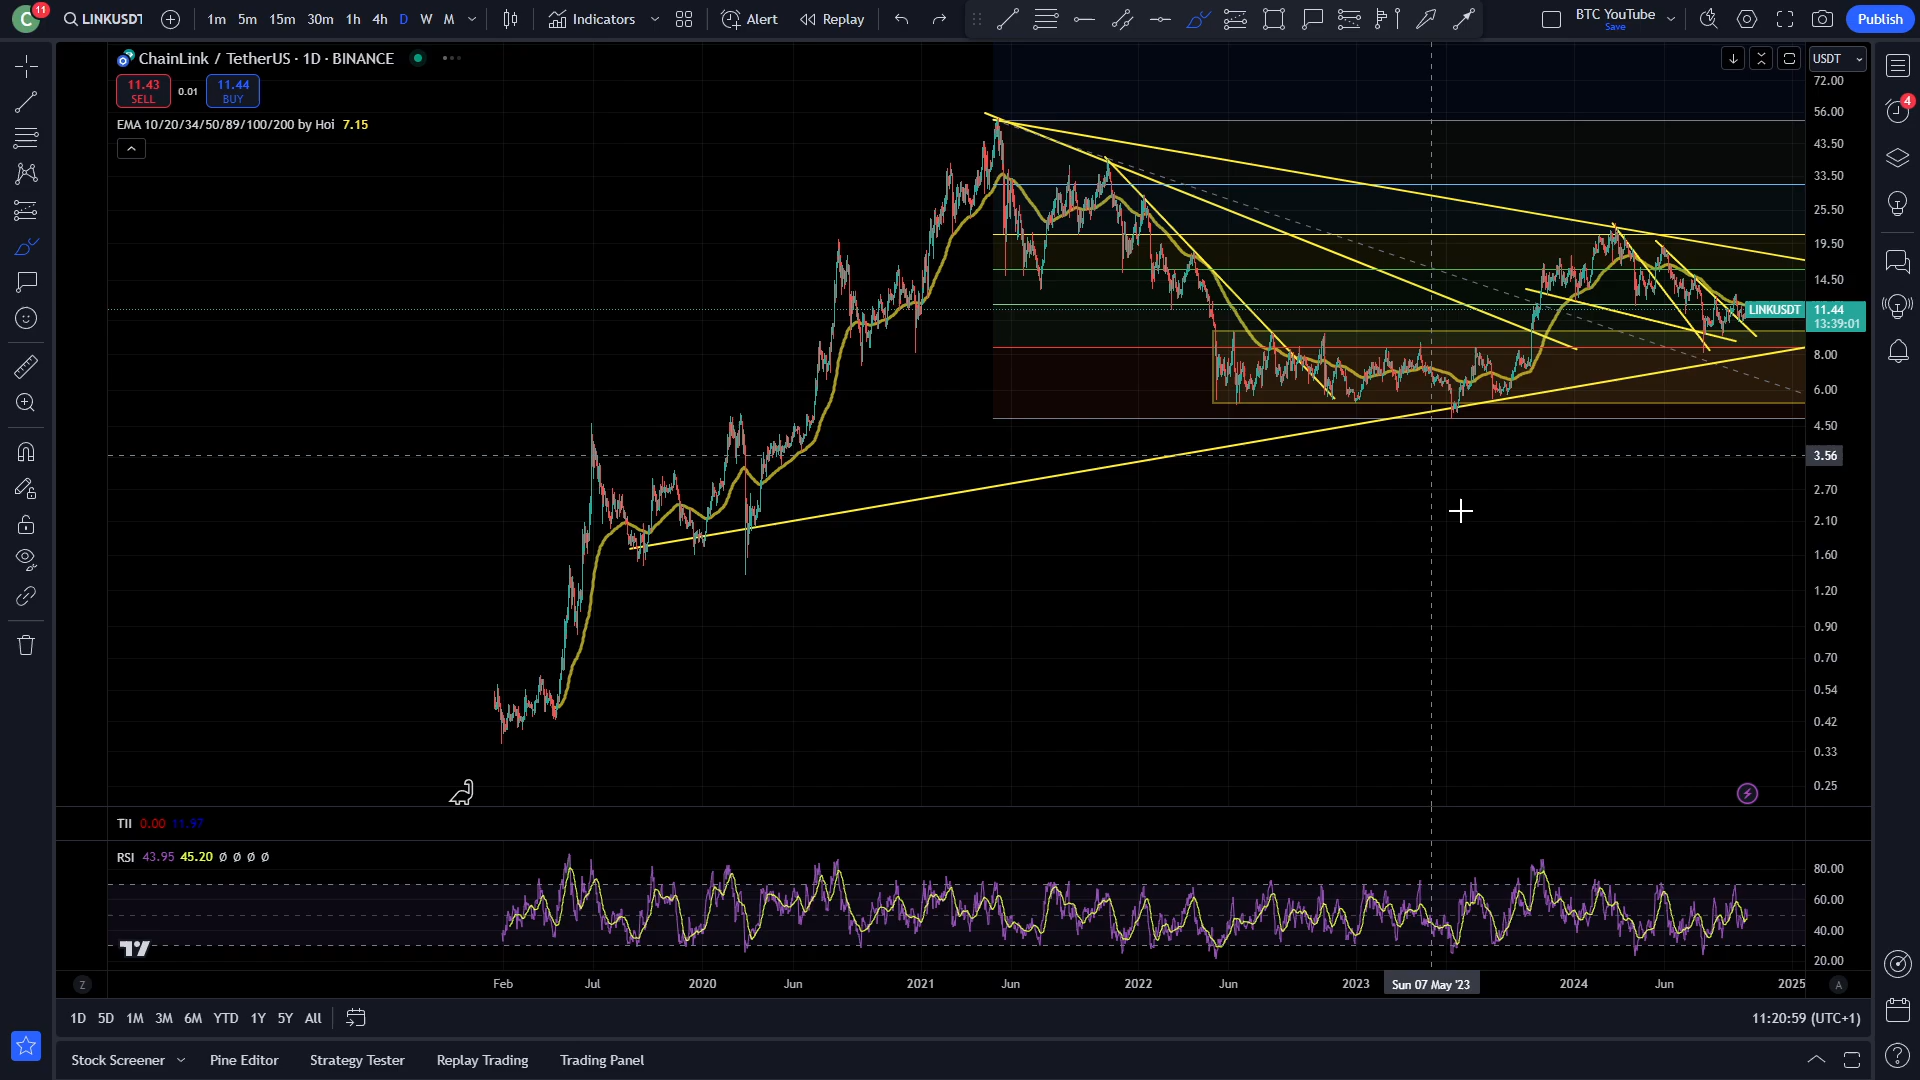 C 11 LINKUSDT 1m 5m 15m 30m 1h 4h D W M Indicators Alert Replay BTC YouTube Save Publish
ChainLink / TetherUS · 1D · BINANCE
USDT
11.43 SELL 0.01 11.44 BUY
EMA 10/20/34/50/89/100/200 by Hoi 7.15
72.00
56.00
43.50
33.50
25.50
19.50
14.50
LINKUSDT 11.44
13:39:01
8.00
6.00
4.50
3.56
2.70
2.10
1.60
1.20
0.90
0.70
0.54
0.42
0.33
0.25
4
TII 0.00 11.97
RSI 43.95 45.20 Ø Ø Ø Ø
80.00
60.00
40.00
20.00
Z Feb Jul 2020 Jun 2021 Jun 2022 Jun 2023 Sun 07 May '23 2024 Jun 2025 A
1D 5D 1M 3M 6M YTD 1Y 5Y All 11:20:59 (UTC+1)
Stock Screener Pine Editor Strategy Tester Replay Trading Trading Panel